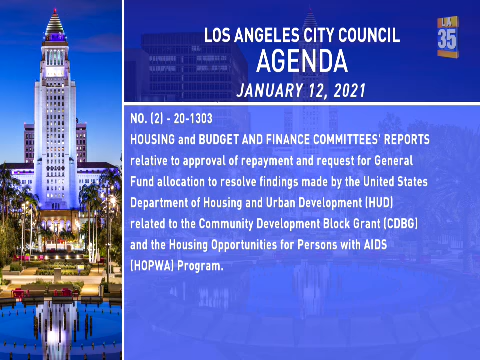 LOS ANGELES CITY COUNCIL
AGENDA
JANUARY 12, 2021
LA
35
NO. (2) - 20-1303
HOUSING and BUDGET AND FINANCE COMMITTEES' REPORTS
relative to approval of repayment and request for General
Fund allocation to resolve findings made by the United States
Department of Housing and Urban Development (HUD)
related to the Community Development Block Grant (CDBG)
and the Housing Opportunities for Persons with AIDS
(HOPWA) Program.